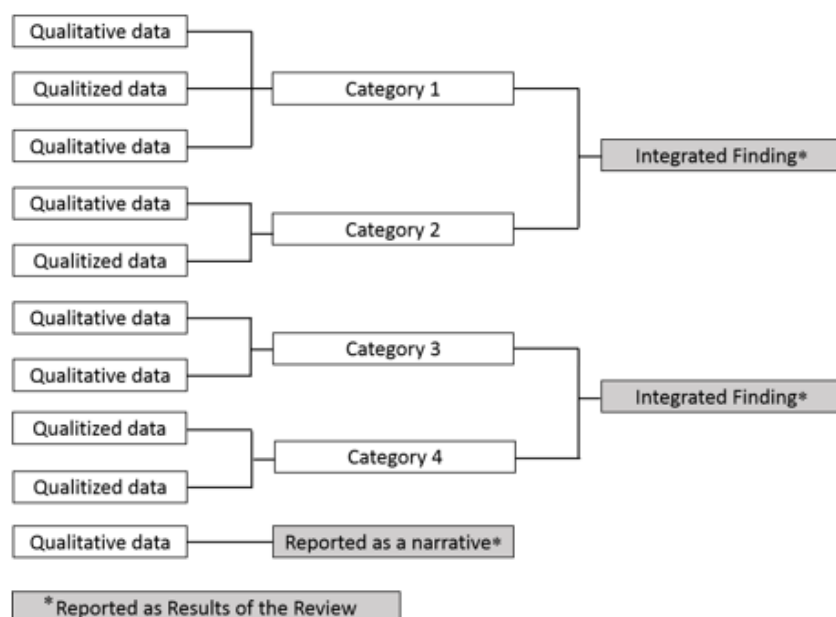 Qualitative data
Qualitized data
Qualitative data
Category 1
Qualitative data
Qualitized data
Category 2
Integrated Finding*
Qualitative data
Qualitative data
Category 3
Qualitized data
Qualitized data
Category 4
Integrated Finding*
Qualitative data
Reported as a narrative*
*Reported as Results of the Review